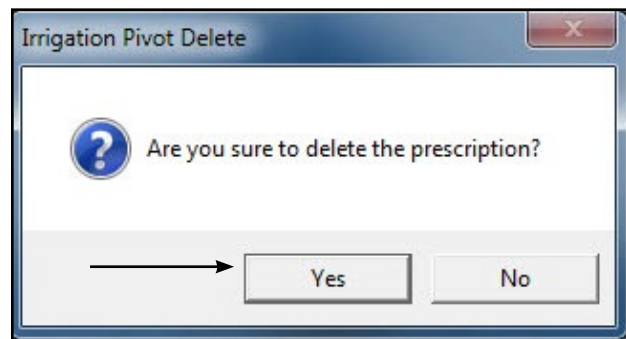 Irrigation Pivot Delete
Are you sure to delete the prescription?
Yes No